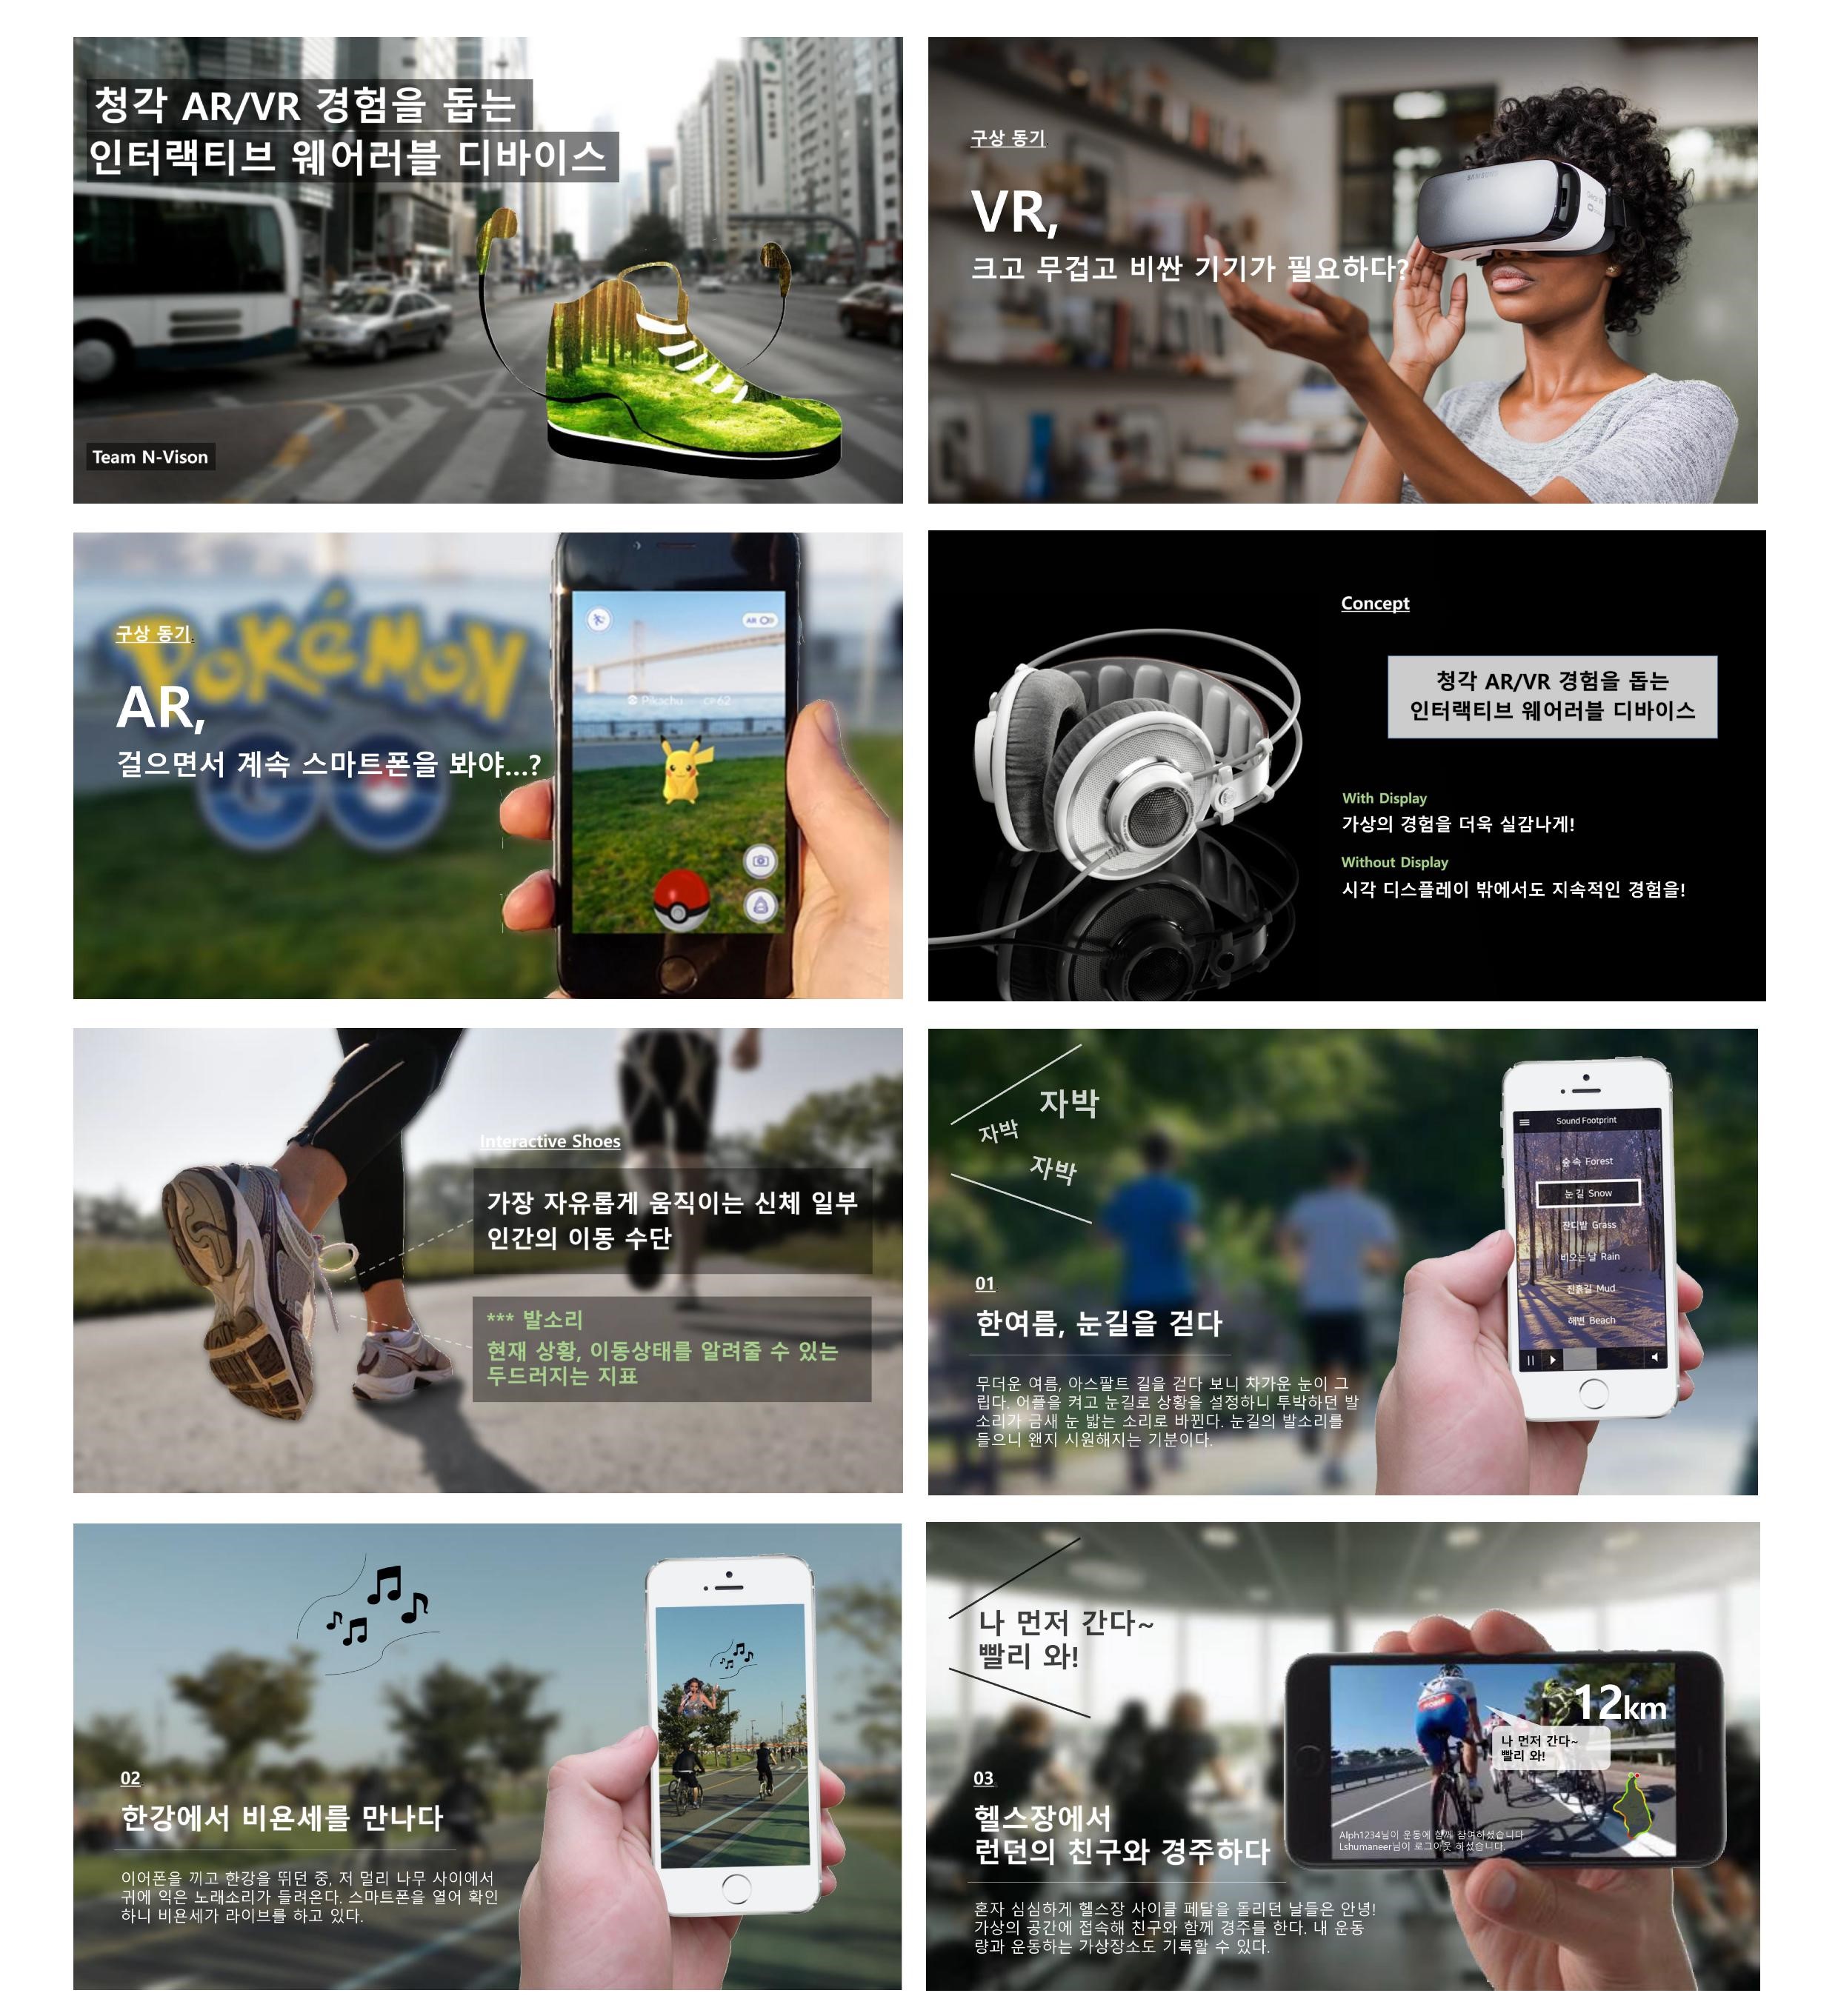 청각 AR/VR 경험을 돕는
인터랙티브 웨어러블 디바이스
Team N-Vison
구상 동기
VR,
크고 무겁고 비싼 기기가 필요하다?
SAMSUNG
구상 동기
POKéMON
GO
AR,
걸으면서 계속 스마트폰을 봐야...?
AR
Pikachu CP 62
Concept
청각 AR/VR 경험을 돕는
인터랙티브 웨어러블 디바이스
With Display
가상의 경험을 더욱 실감나게!
Without Display
시각 디스플레이 밖에서도 지속적인 경험을!
Interactive Shoes
가장 자유롭게 움직이는 신체 일부
인간의 이동 수단
*** 발소리
현재 상황, 이동상태를 알려줄 수 있는
두드러지는 지표
자박
자박
자박
01
한여름, 눈길을 걷다
무더운 여름, 아스팔트 길을 걷다 보니 차가운 눈이 그
립다. 어플을 켜고 눈길로 상황을 설정하니 투박하던 발
소리가 금새 눈 밟는 소리로 바뀐다. 눈길의 발소리를
들으니 왠지 시원해지는 기분이다.
Sound Footprint
숲 속 Forest
눈 길 Snow
잔디밭 Grass
비오는 날 Rain
진흙길 Mud
해변 Beach
02
한강에서 비욘세를 만나다
이어폰을 끼고 한강을 뛰던 중, 저 멀리 나무 사이에서
귀에 익은 노래소리가 들려온다. 스마트폰을 열어 확인
하니 비욘세가 라이브를 하고 있다.
나 먼저 간다~
빨리 와!
03
헬스장에서
런던의 친구와 경주하다
혼자 심심하게 헬스장 사이클 페달을 돌리던 날들은 안녕!
가상의 공간에 접속해 친구와 함께 경주를 한다. 내 운동
량과 운동하는 가상장소도 기록할 수 있다.
12km
나 먼저 간다~
빨리 와!
Alph1234님이 운동에 함께 참여하셨습니다
Lshumaneer님이 로그아웃 하셨습니다.